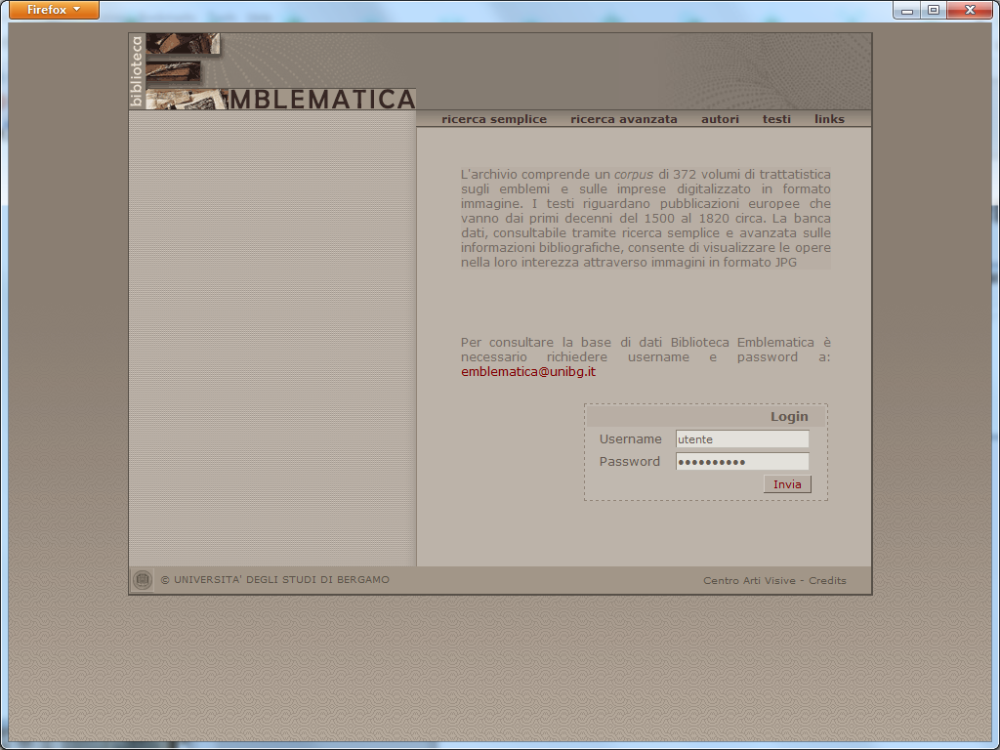 Firefox
biblioteca
MBLEMATICA
ricerca semplice ricerca avanzata autori testi links
L'archivio comprende un corpus di 372 volumi di trattatistica
sugli emblemi e sulle imprese digitalizzato in formato
immagine. I testi riguardano pubblicazioni europee che
vanno dai primi decenni del 1500 al 1820 circa. La banca
dati, consultabile tramite ricerca semplice e avanzata sulle
informazioni bibliografiche, consente di visualizzare le opere
nella loro interezza attraverso immagini in formato JPG
Per consultare la base di dati Biblioteca Emblematica è
necessario richiedere username e password a:
emblematica@unibg.it
Login
Username utente
Password ••••••••••
Invia
© UNIVERSITA' DEGLI STUDI DI BERGAMO
Centro Arti Visive - Credits